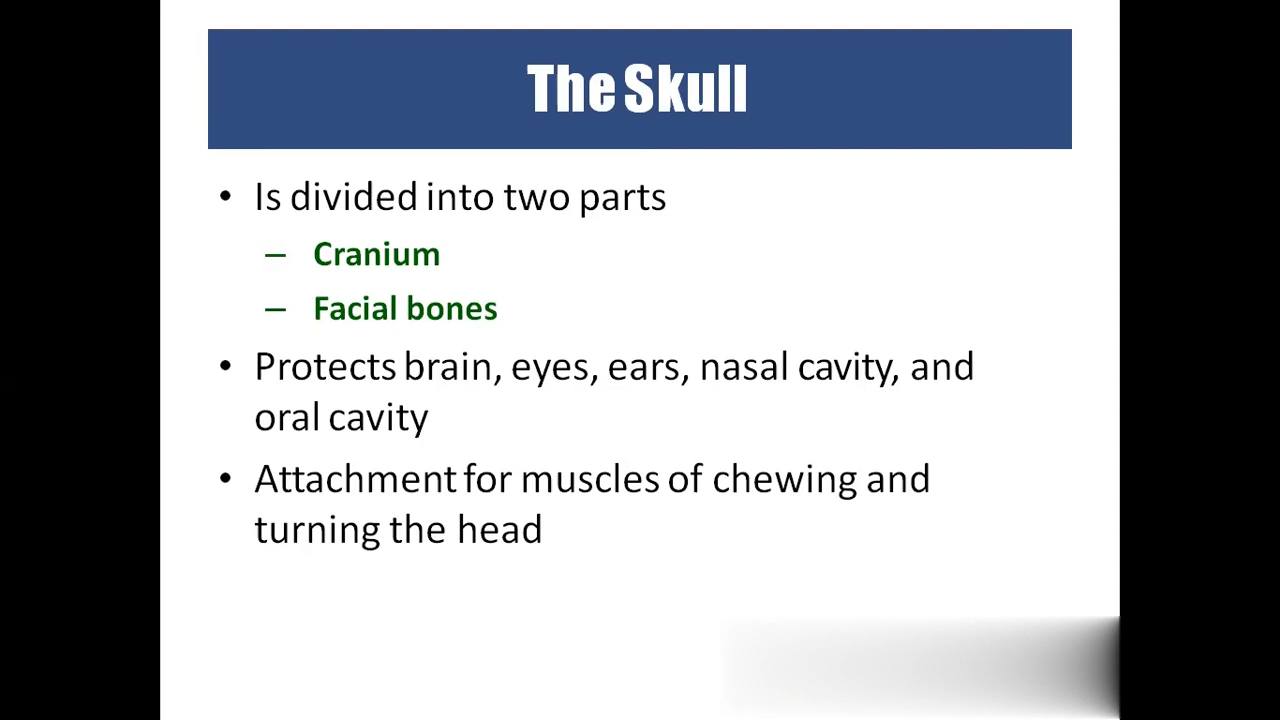 The Skull
• Is divided into two parts
– Cranium
– Facial bones
• Protects brain, eyes, ears, nasal cavity, and
oral cavity
• Attachment for muscles of chewing and
turning the head